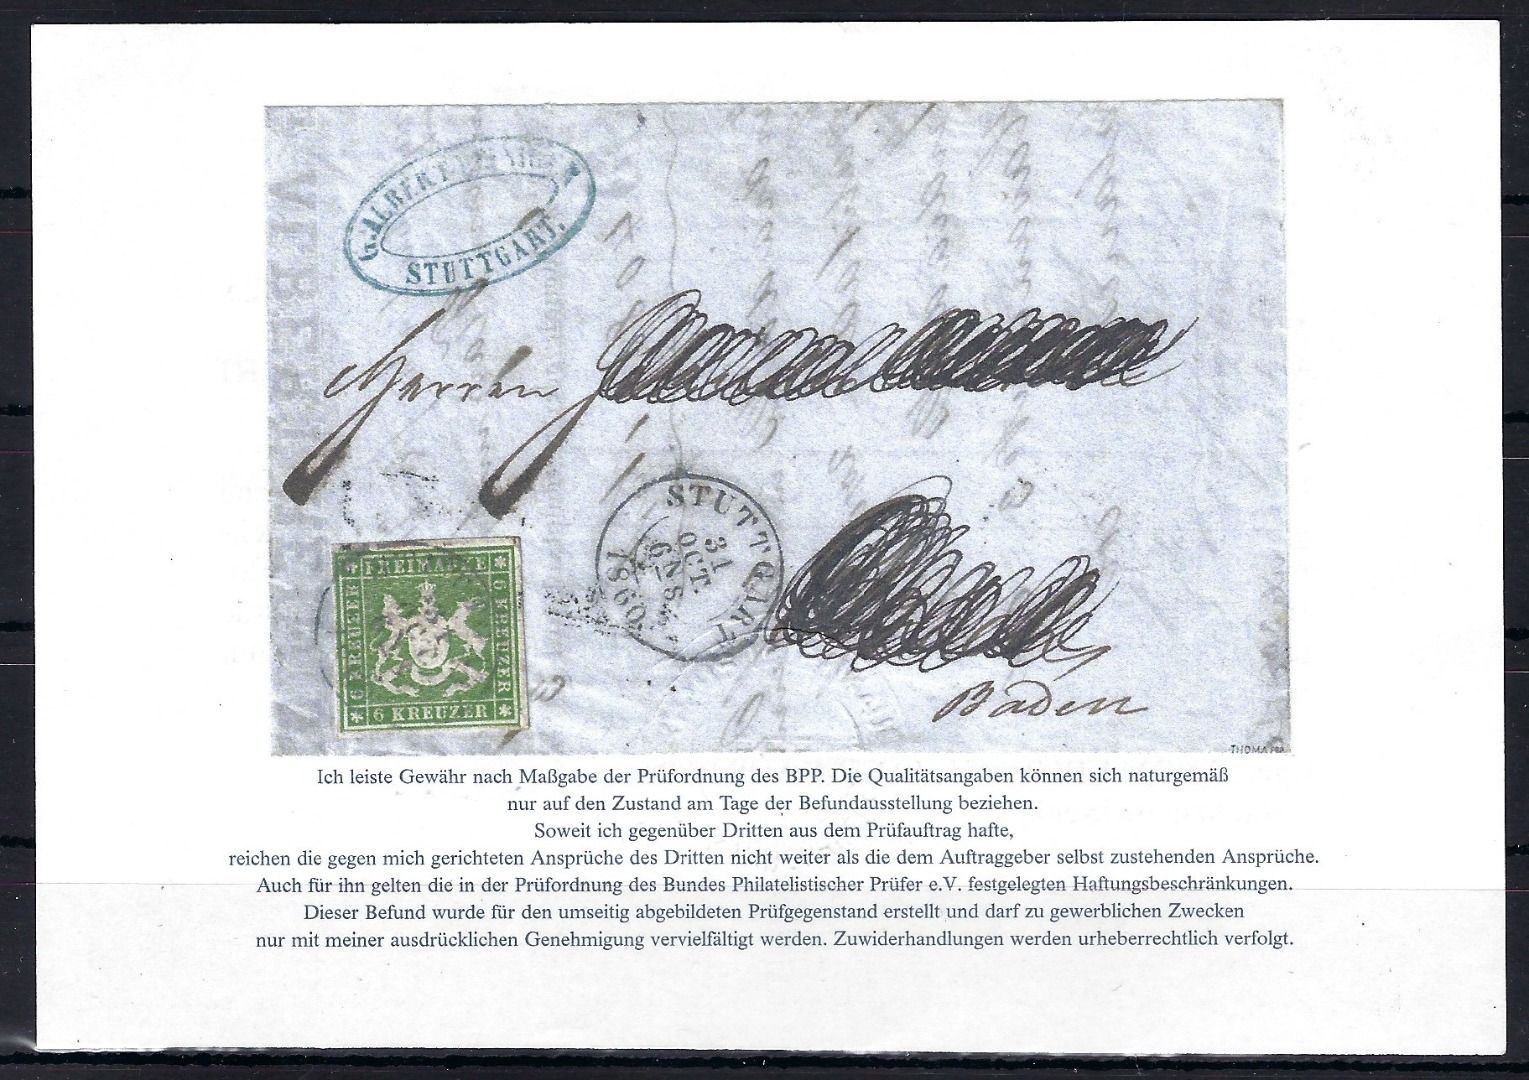 G. ALBERT
STUTTGART.
Herrn
STUTTGART
31
OCT.
1860
FREIMARKE
6 KREUZER
6 KREUZER
6 KREUZER
Baden
THOMA BPP
Ich leiste Gewähr nach Maßgabe der Prüfordnung des BPP. Die Qualitätsangaben können sich naturgemäß
nur auf den Zustand am Tage der Befundausstellung beziehen.
Soweit ich gegenüber Dritten aus dem Prüfauftrag hafte,
reichen die gegen mich gerichteten Ansprüche des Dritten nicht weiter als die dem Auftraggeber selbst zustehenden Ansprüche.
Auch für ihn gelten die in der Prüfordnung des Bundes Philatelistischer Prüfer e.V. festgelegten Haftungsbeschränkungen.
Dieser Befund wurde für den umseitig abgebildeten Prüfgegenstand erstellt und darf zu gewerblichen Zwecken
nur mit meiner ausdrücklichen Genehmigung vervielfältigt werden. Zuwiderhandlungen werden urheberrechtlich verfolgt.